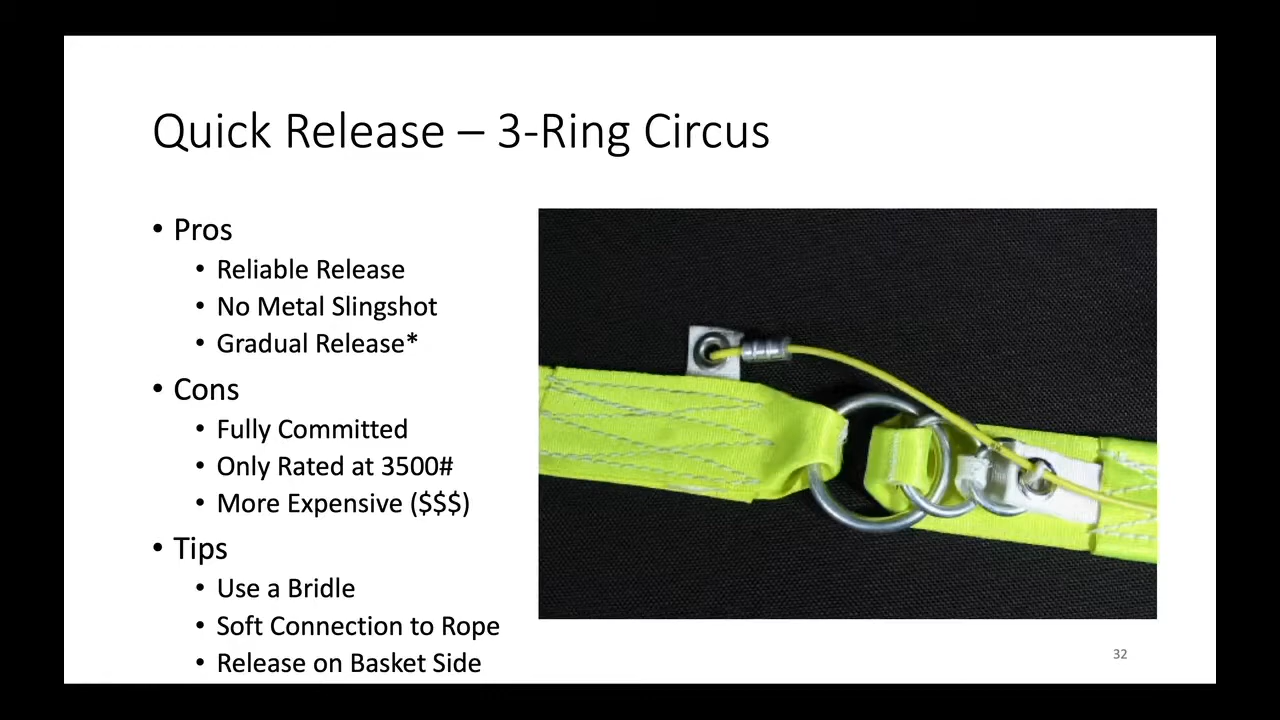 Quick Release – 3-Ring Circus
• Pros
• Reliable Release
• No Metal Slingshot
• Gradual Release*
• Cons
• Fully Committed
• Only Rated at 3500#
• More Expensive ($$$)
• Tips
• Use a Bridle
• Soft Connection to Rope
• Release on Basket Side
32